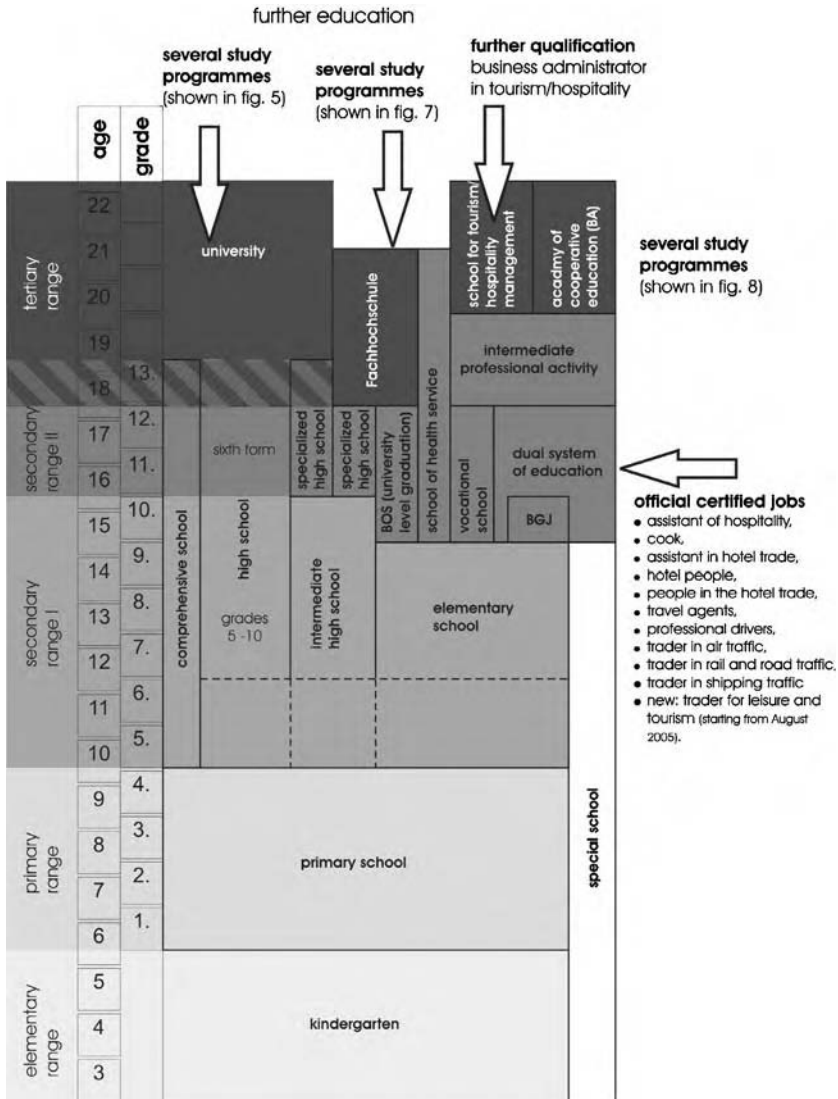 further education
several study
programmes
(shown in fig. 5)
several study
programmes
(shown in fig. 7)
further qualification
business administrator
in tourism/hospitality
age
grade
tertiary
range
secondary
range II
secondary
range I
primary
range
elementary
range
22
21
20
19
18
17
16
15
14
13
12
11
10
9
8
7
6
5
4
3
13.
12.
11.
10.
9.
8.
7.
6.
5.
4.
3.
2.
1.
university
Fachhochschule
school for tourism/
hospitality
management
acadmy of
cooperative
education (BA)
several study
programmes
(shown in fig. 8)
intermediate
professional activity
comprehensive school
sixth form
high school
grades
5 -10
specialized
high school
specialized
high school
BOS (university
level graduation)
school of health service
vocational
school
dual system
of education
BGJ
intermediate
high school
elementary
school
official certified jobs
• assistant of hospitality,
• cook,
• assistant in hotel trade,
• hotel people,
• people in the hotel trade,
• travel agents,
• professional drivers,
• trader in air traffic,
• trader in rail and road traffic,
• trader in shipping traffic
• new: trader for leisure and
tourism (starting from August
2005).
primary school
special school
kindergarten